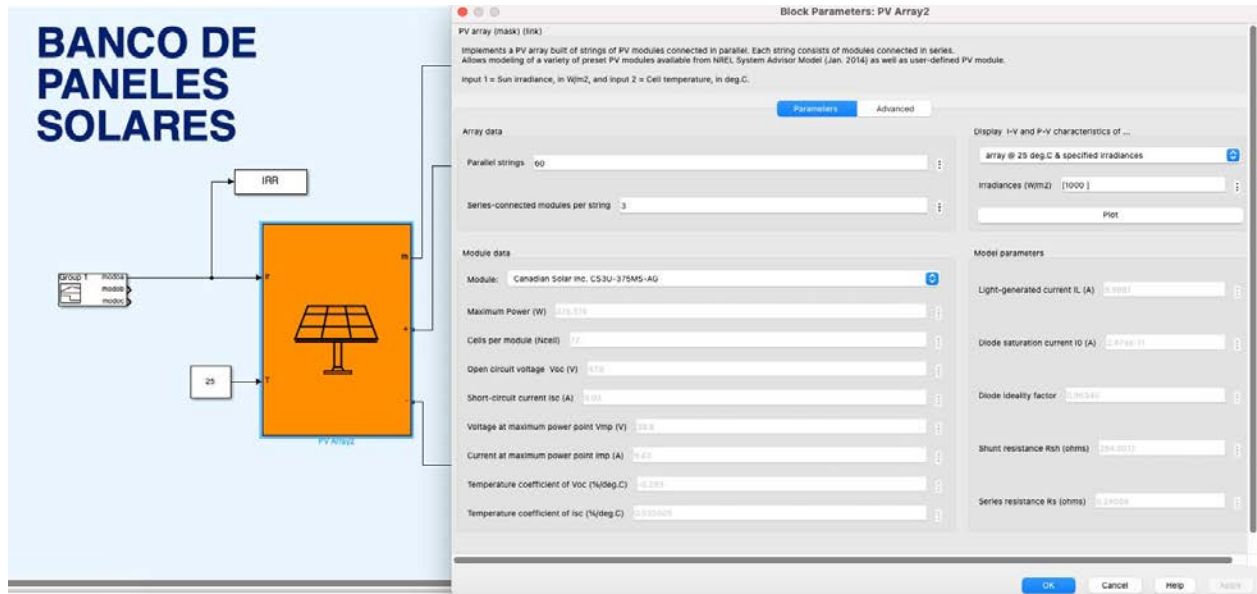 BANCO DE
PANELES
SOLARES
IRR
Group 1
modoa
modob
modoc
25
Ir
T
m
+
-
PV Array2
Block Parameters: PV Array2
PV array (mask) (link)
Implements a PV array built of strings of PV modules connected in parallel. Each string consists of modules connected in series.
Allows modeling of a variety of preset PV modules available from NREL System Advisor Model (Jan. 2014) as well as user-defined PV module.
Input 1 = Sun irradiance, in W/m2, and input 2 = Cell temperature, in deg.C.
Parameters Advanced
Array data
Parallel strings 60
Series-connected modules per string 3
Display I-V and P-V characteristics of ...
array @ 25 deg.C & specified irradiances
Irradiances (W/m2) [1000 ]
Plot
Module data
Module: Canadian Solar Inc. CS3U-375MS-AG
Maximum Power (W)
Cells per module (Ncell) 72
Open circuit voltage Voc (V)
Short-circuit current Isc (A)
Voltage at maximum power point Vmp (V)
Current at maximum power point Imp (A)
Temperature coefficient of Voc (%/deg.C)
Temperature coefficient of Isc (%/deg.C)
Model parameters
Light-generated current IL (A)
Diode saturation current I0 (A)
Diode ideality factor
Shunt resistance Rsh (ohms)
Series resistance Rs (ohms)
OK Cancel Help Apply